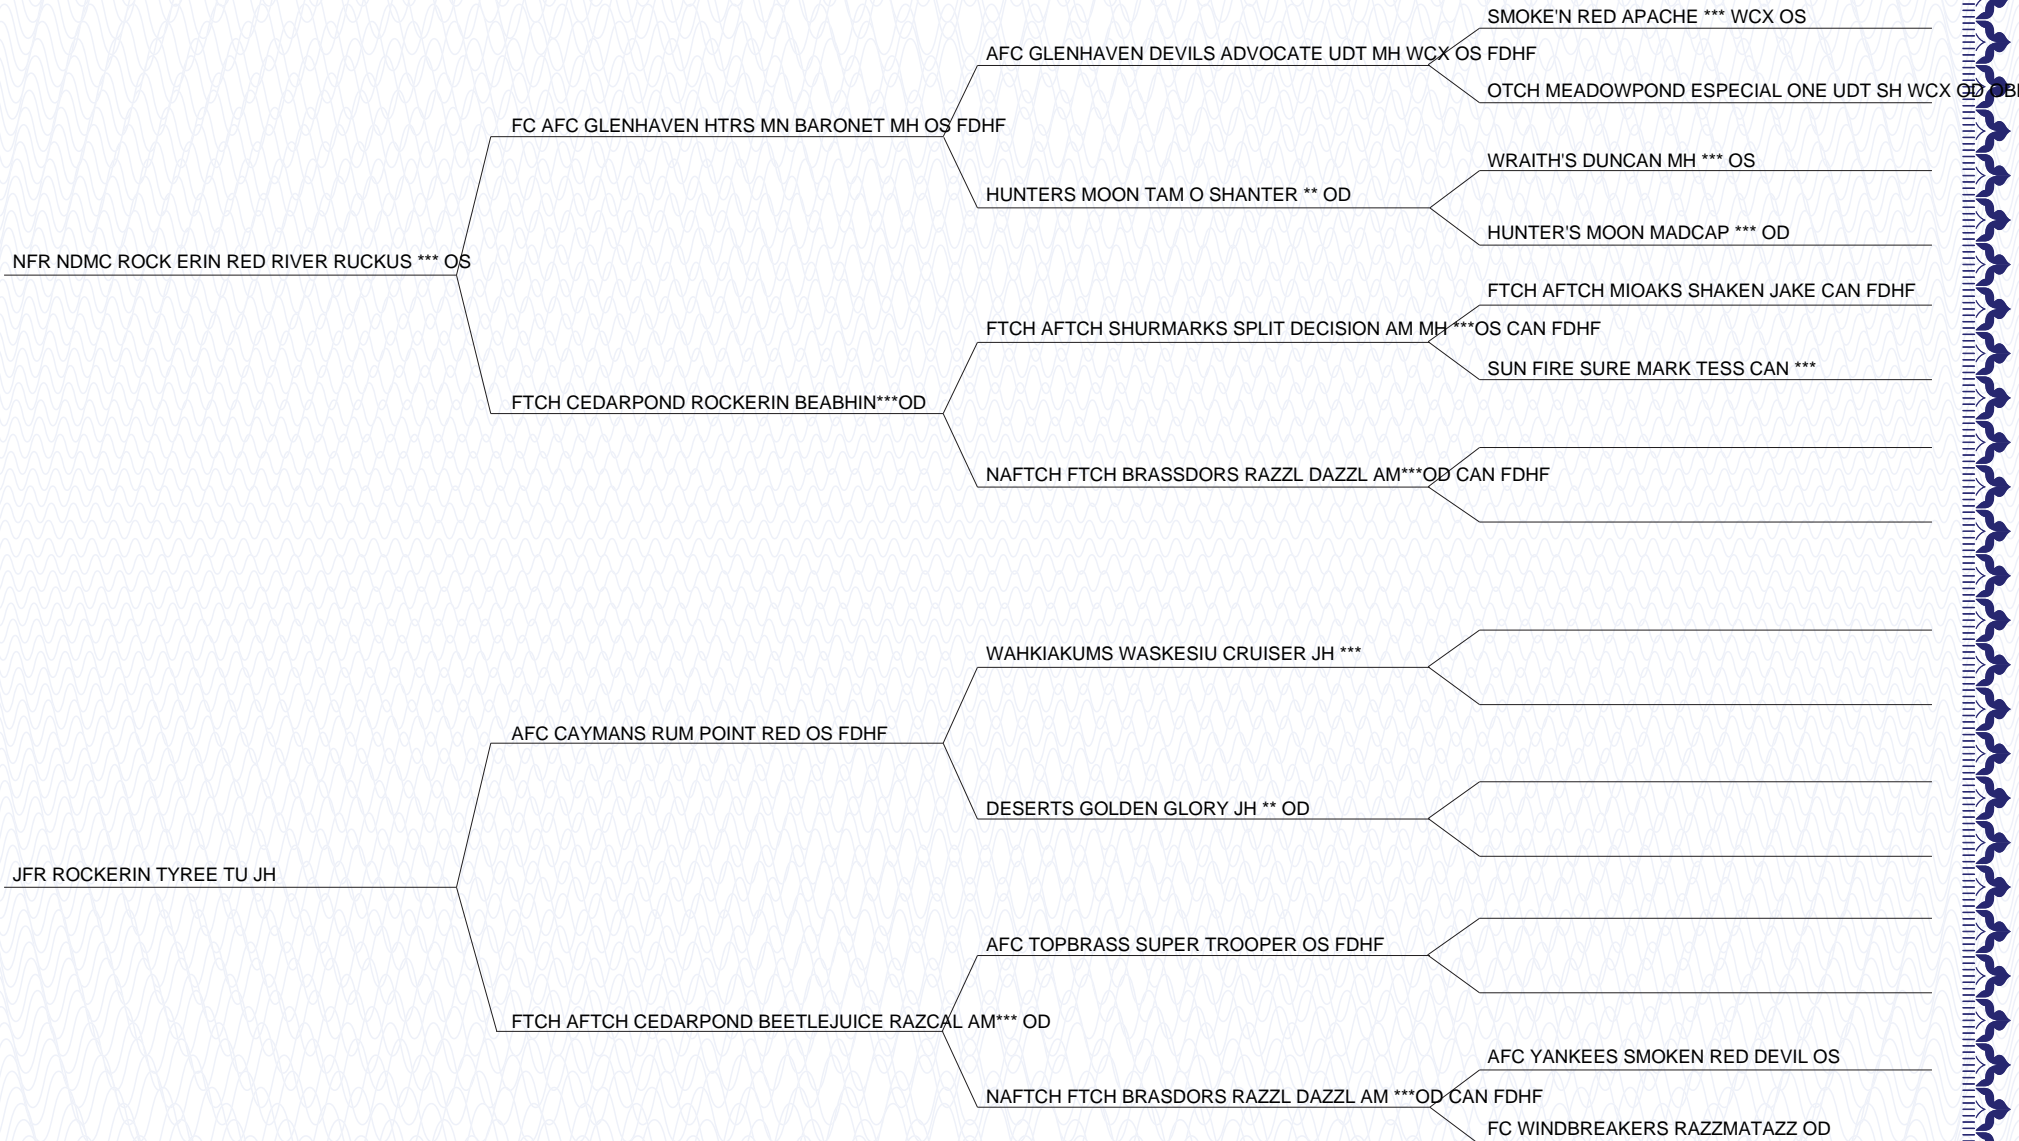 SMOKE'N RED APACHE *** WCX OS
AFC GLENHAVEN DEVILS ADVOCATE UDT MH WCX OS FDHF
OTCH MEADOWPOND ESPECIAL ONE UDT SH WCX OD
FC AFC GLENHAVEN HTRS MN BARONET MH OS FDHF
WRAITH'S DUNCAN MH *** OS
HUNTERS MOON TAM O SHANTER ** OD
HUNTER'S MOON MADCAP *** OD
NFR NDMC ROCK ERIN RED RIVER RUCKUS *** OS
FTCH AFTCH MIOAKS SHAKEN JAKE CAN FDHF
FTCH AFTCH SHURMARKS SPLIT DECISION AM MH ***OS CAN FDHF
SUN FIRE SURE MARK TESS CAN ***
FTCH CEDARPOND ROCKERIN BEABHIN***OD
NAFTCH FTCH BRASSDORS RAZZL DAZZL AM***OD CAN FDHF
WAHKIAKUMS WASKESIU CRUISER JH ***
AFC CAYMANS RUM POINT RED OS FDHF
DESERTS GOLDEN GLORY JH ** OD
JFR ROCKERIN TYREE TU JH
AFC TOPBRASS SUPER TROOPER OS FDHF
FTCH AFTCH CEDARPOND BEETLEJUICE RAZCAL AM*** OD
AFC YANKEES SMOKEN RED DEVIL OS
NAFTCH FTCH BRASDORS RAZZL DAZZL AM ***OD CAN FDHF
FC WINDBREAKERS RAZZMATAZZ OD